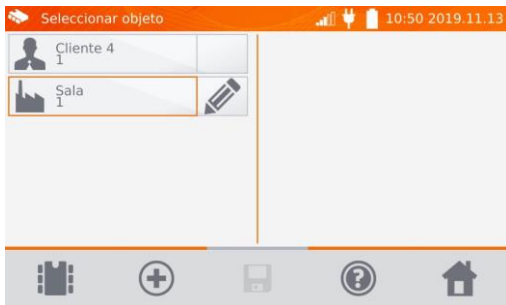 Seleccionar objeto
10:50 2019.11.13
Cliente 4
1
Sala
1